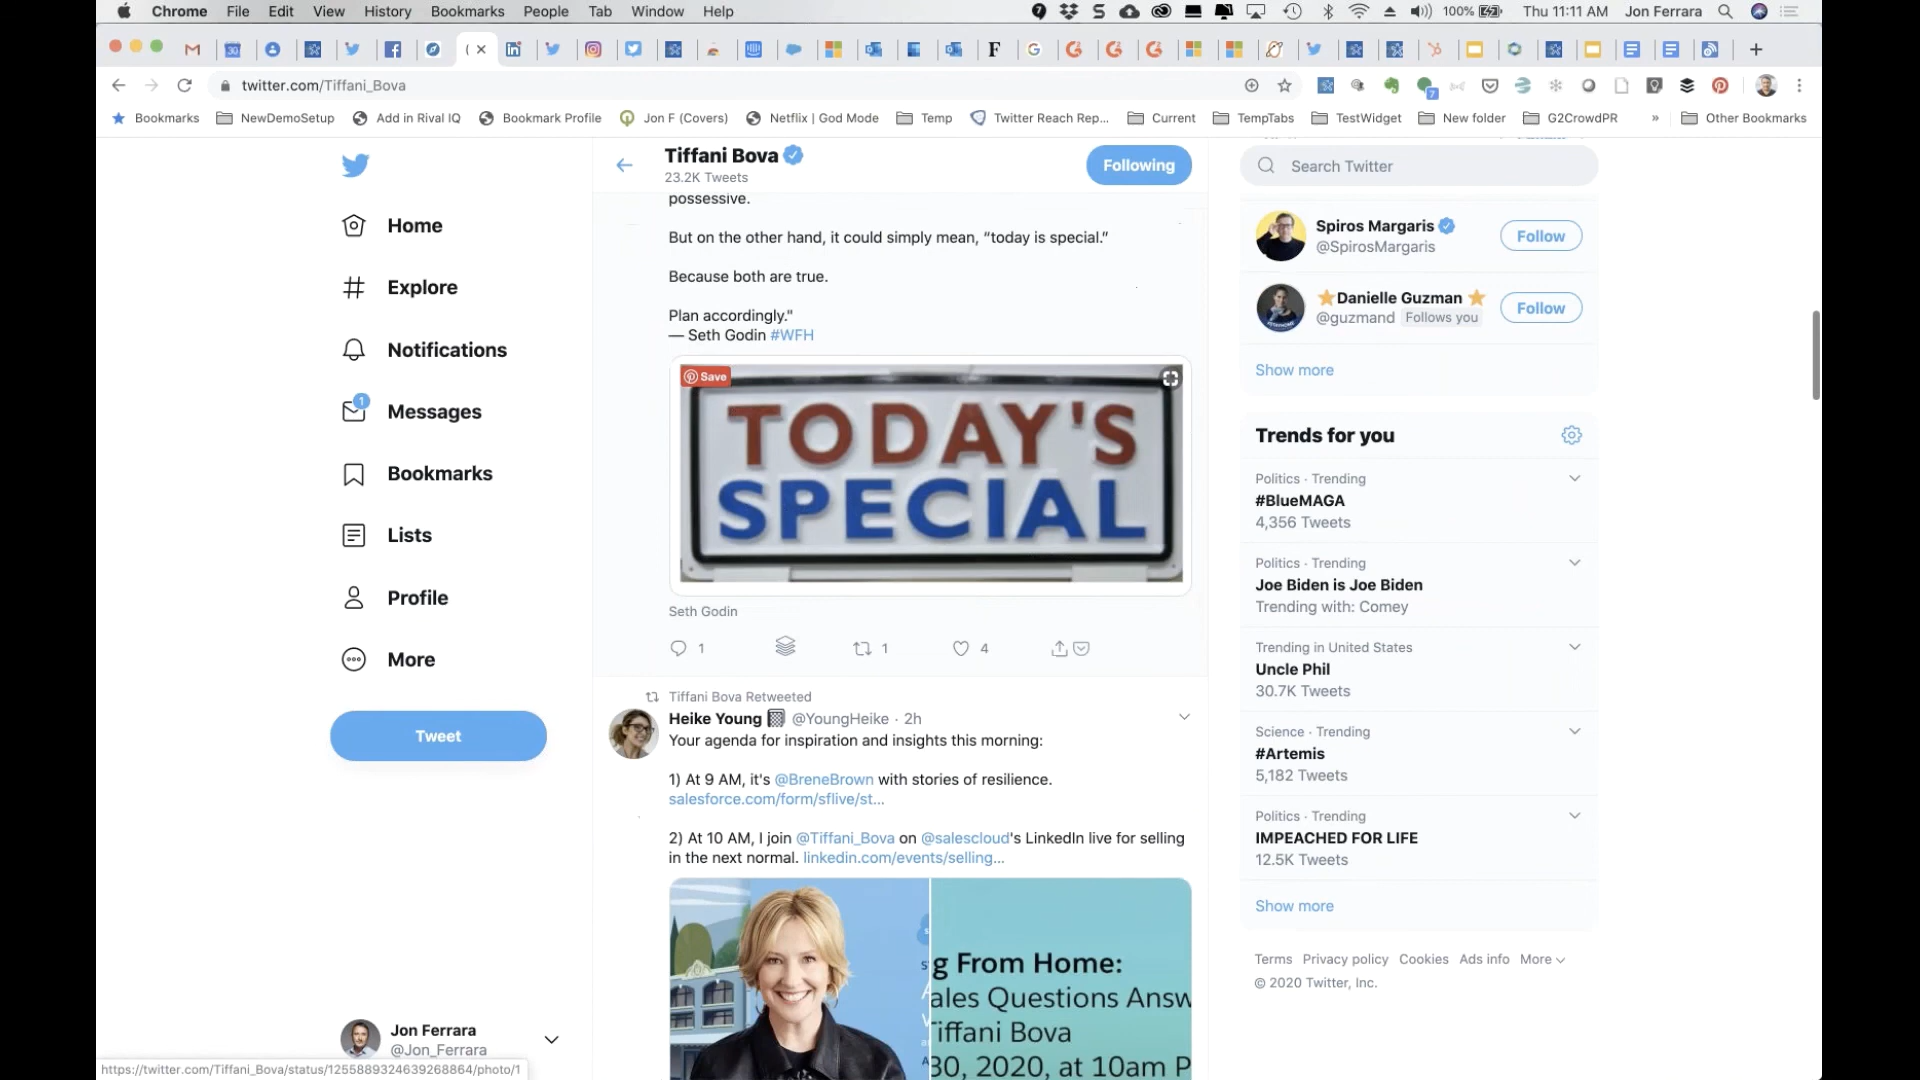 Chrome File Edit View History Bookmarks People Tab Window Help
100% Thu 11:11 AM Jon Ferrara
twitter.com/Tiffani_Bova
Bookmarks NewDemoSetup Add in Rival IQ Bookmark Profile Jon F (Covers) Netflix | God Mode Temp Twitter Reach Rep... Current TempTabs TestWidget New folder G2CrowdPR » Other Bookmarks
Home
Explore
Notifications
1
Messages
Bookmarks
Lists
Profile
More
Tweet
Jon Ferrara
@Jon_Ferrara
https://twitter.com/Tiffani_Bova/status/1255889324639268864/photo/1
Tiffani Bova
23.2K Tweets
Following
possessive.
But on the other hand, it could simply mean, “today is special.”
Because both are true.
Plan accordingly."
— Seth Godin #WFH
Save
TODAY'S
SPECIAL
Seth Godin
1 1 4
Tiffani Bova Retweeted
Heike Young @YoungHeike · 2h
Your agenda for inspiration and insights this morning:
1) At 9 AM, it's @BreneBrown with stories of resilience.
salesforce.com/form/sflive/st...
2) At 10 AM, I join @Tiffani_Bova on @salescloud's LinkedIn live for selling
in the next normal. linkedin.com/events/selling...
g From Home:
ales Questions Answ
Tiffani Bova
30, 2020, at 10am P
Search Twitter
Spiros Margaris
@SpirosMargaris
Follow
Danielle Guzman
@guzmand Follows you
Follow
Show more
Trends for you
Politics · Trending
#BlueMAGA
4,356 Tweets
Politics · Trending
Joe Biden is Joe Biden
Trending with: Comey
Trending in United States
Uncle Phil
30.7K Tweets
Science · Trending
#Artemis
5,182 Tweets
Politics · Trending
IMPEACHED FOR LIFE
12.5K Tweets
Show more
Terms Privacy policy Cookies Ads info More
© 2020 Twitter, Inc.